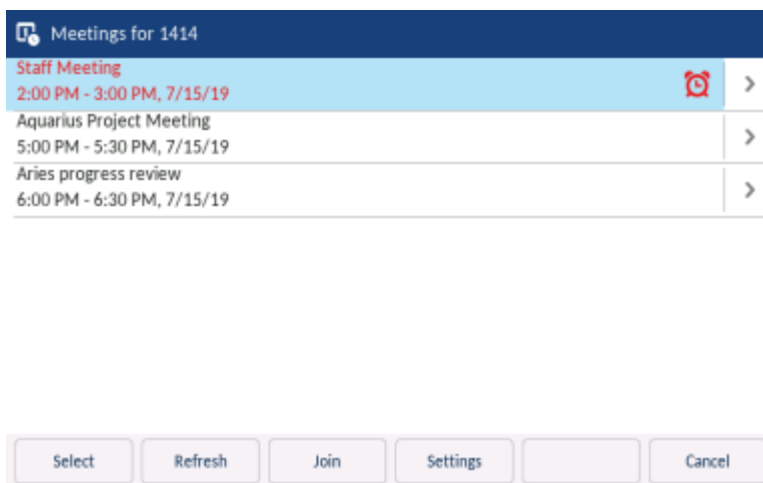 Meetings for 1414
Staff Meeting
2:00 PM - 3:00 PM, 7/15/19
Aquarius Project Meeting
5:00 PM - 5:30 PM, 7/15/19
Aries progress review
6:00 PM - 6:30 PM, 7/15/19
Select Refresh Join Settings Cancel